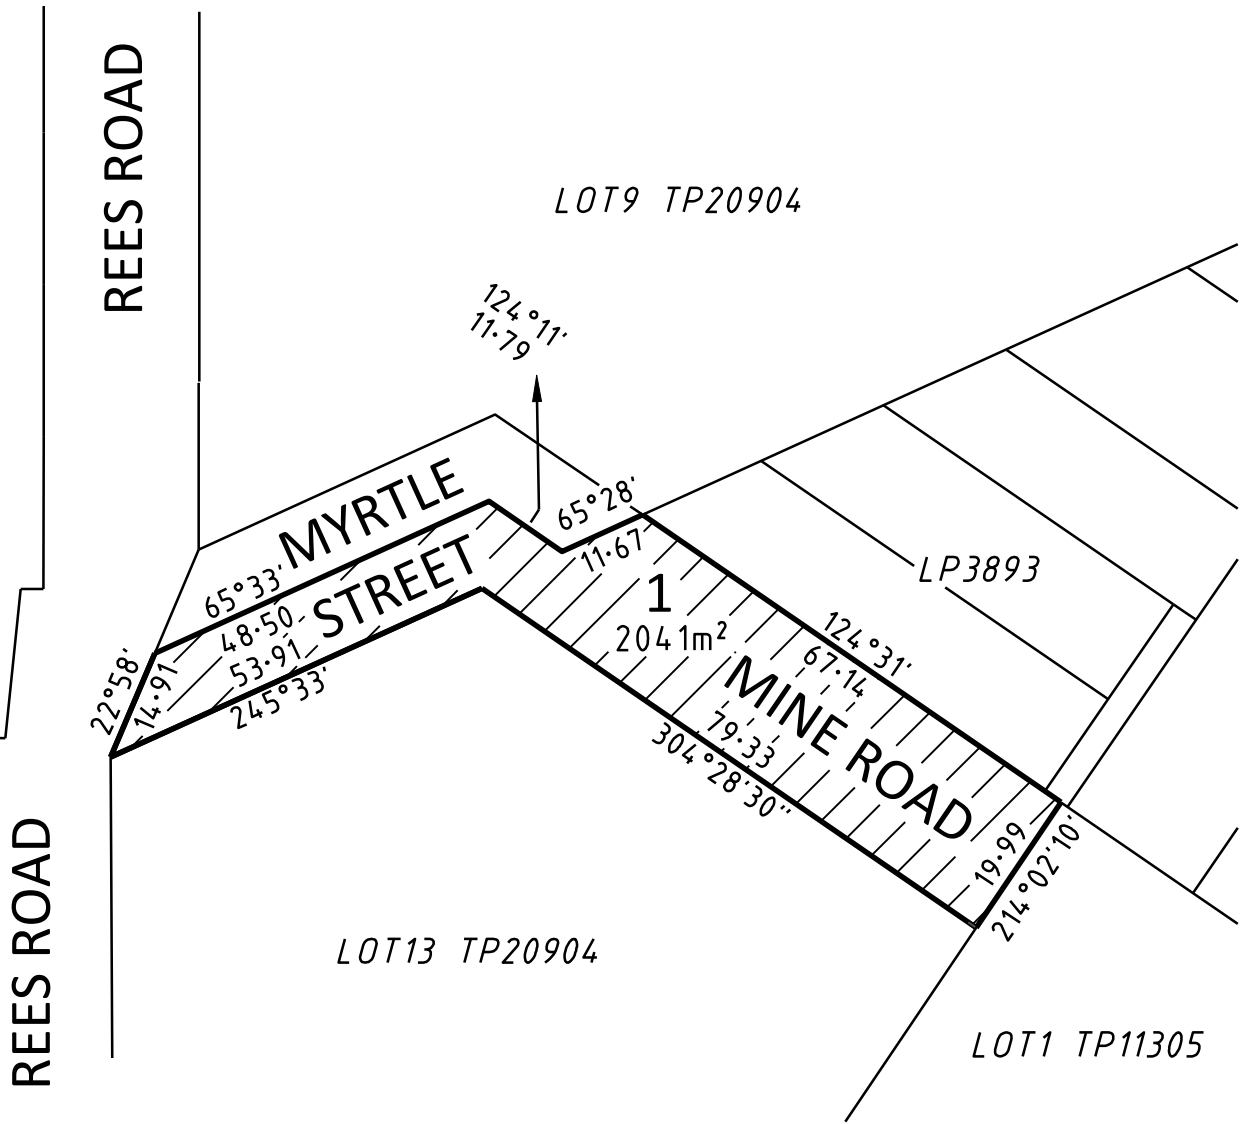 REES ROAD
LOT9 TP20904
124°11'
11·79
65°28'
11·67
MYRTLE
65°33'
48·50
STREET
53·91
245°33'
22°58'
14·91
1
2041m²
LP3893
124°31'
67·14
MINE ROAD
79·33
304°28'30"
19·99
214°02'10'
REES ROAD
LOT13 TP20904
LOT1 TP11305